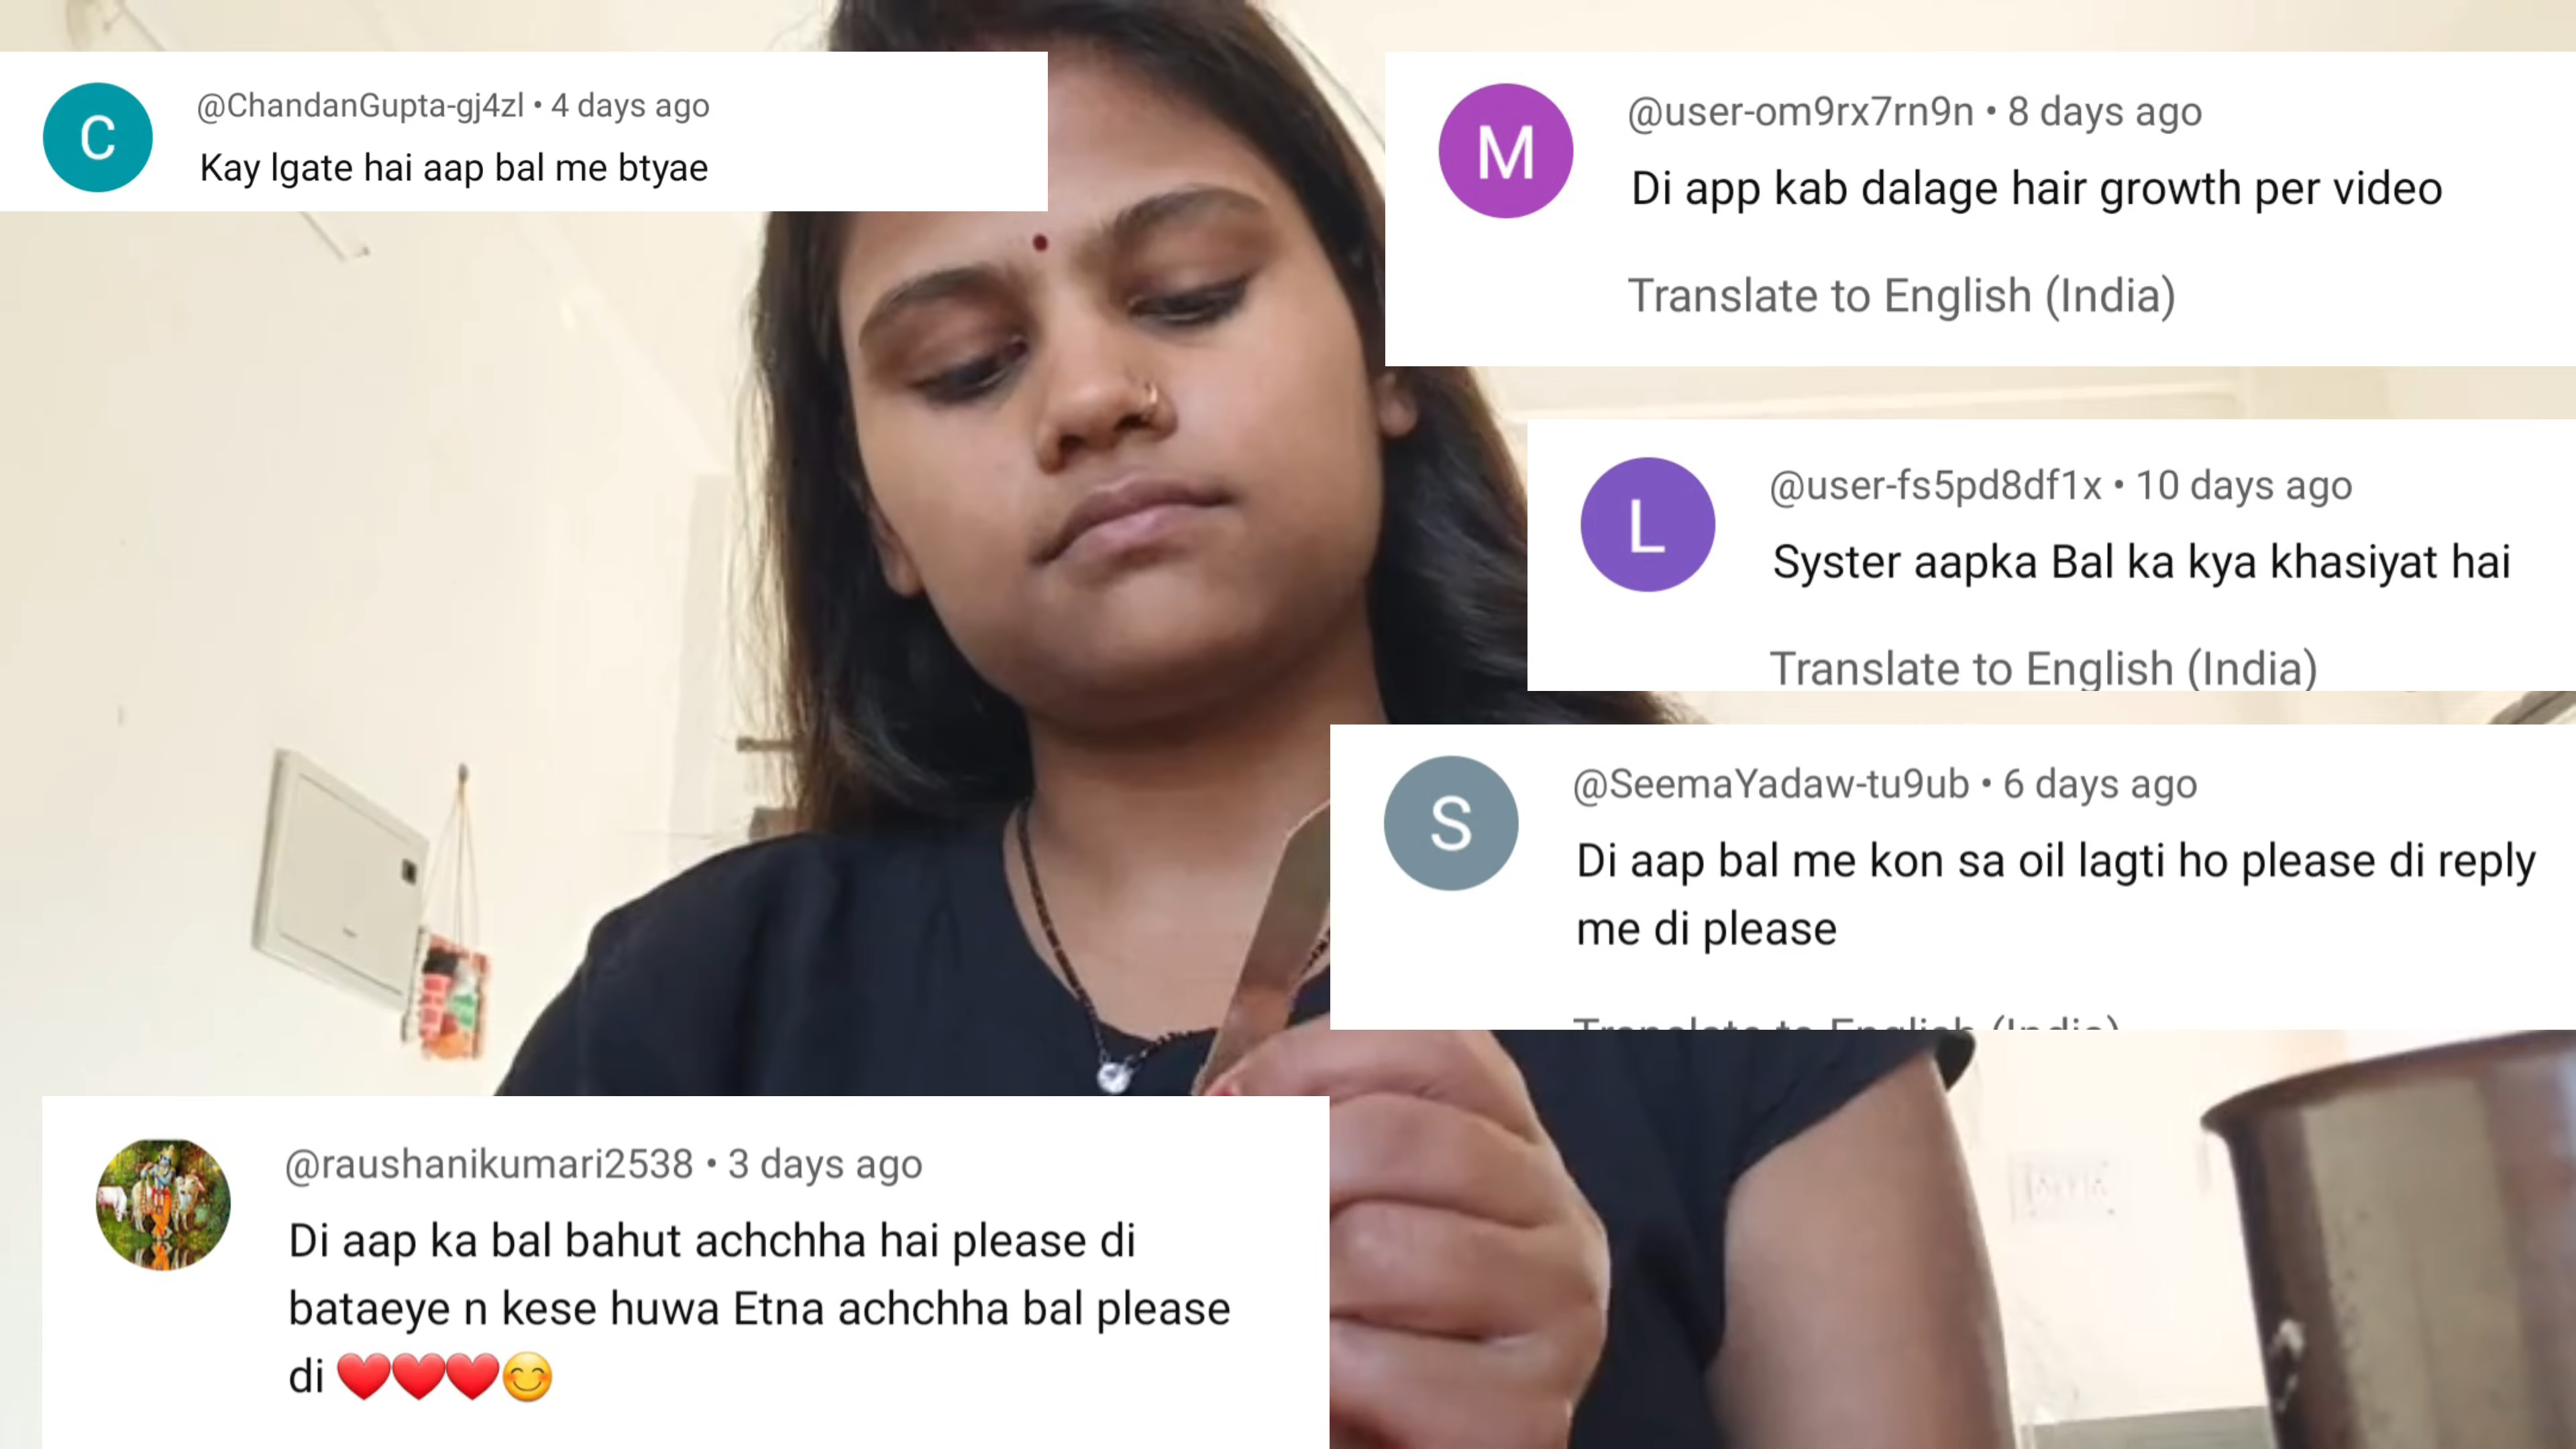 C
@ChandanGupta-gj4zl • 4 days ago
Kay lgate hai aap bal me btyae
M
@user-om9rx7rn9n • 8 days ago
Di app kab dalage hair growth per video
Translate to English (India)
L
@user-fs5pd8df1x • 10 days ago
Syster aapka Bal ka kya khasiyat hai
Translate to English (India)
S
@SeemaYadaw-tu9ub • 6 days ago
Di aap bal me kon sa oil lagti ho please di reply
me di please
Translate to English (India)
@raushanikumari2538 • 3 days ago
Di aap ka bal bahut achchha hai please di
bataeye n kese huwa Etna achchha bal please
di ❤️❤️❤️😊